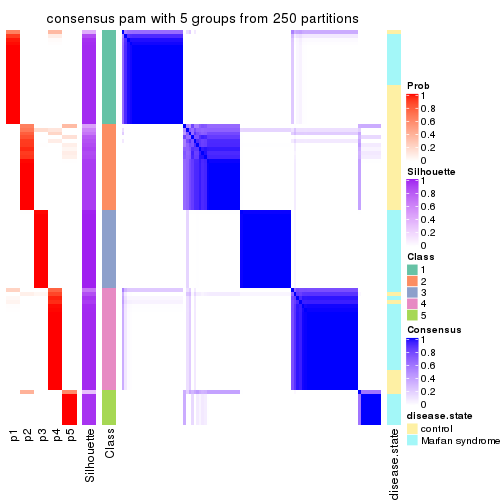 consensus pam with 5 groups from 250 partitions
Prob
1
0.8
0.6
0.4
0.2
0
Silhouette
1
0.8
0.6
0.4
0.2
0
Class
1
2
3
4
5
Consensus
1
0.8
0.6
0.4
0.2
0
disease.state
control
Marfan syndrome
p1
p2
p3
p4
p5
Silhouette
Class
disease.state